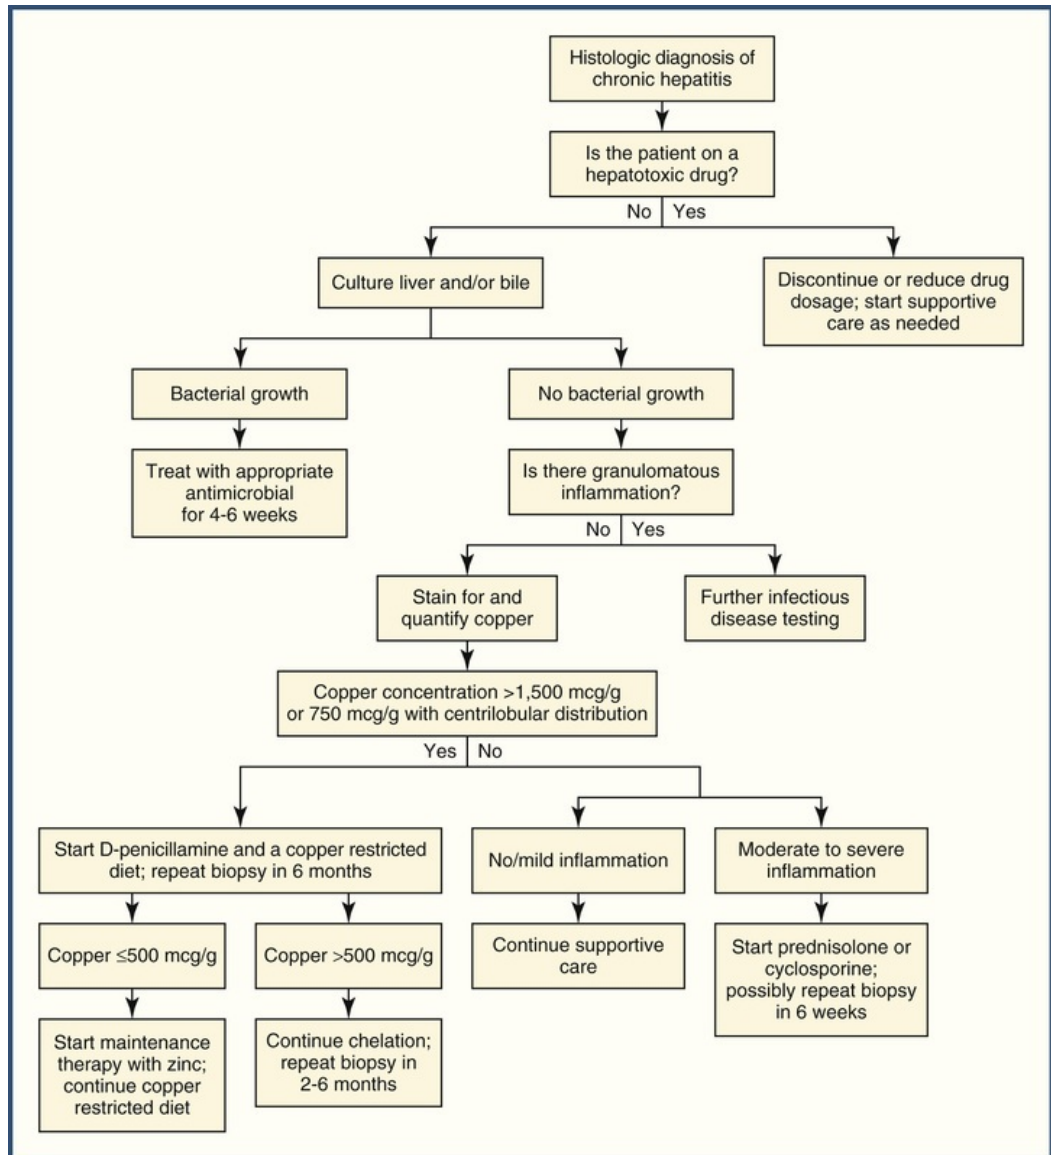 Histologic diagnosis of
chronic hepatitis
Is the patient on a
hepatotoxic drug?
No Yes
Culture liver and/or bile
Discontinue or reduce drug
dosage; start supportive
care as needed
Bacterial growth
No bacterial growth
Treat with appropriate
antimicrobial
for 4-6 weeks
Is there granulomatous
inflammation?
No Yes
Stain for and
quantify copper
Further infectious
disease testing
Copper concentration >1,500 mcg/g
or 750 mcg/g with centrilobular distribution
Yes No
Start D-penicillamine and a copper restricted
diet; repeat biopsy in 6 months
No/mild inflammation
Moderate to severe
inflammation
Copper ≤500 mcg/g
Copper >500 mcg/g
Continue supportive
care
Start prednisolone or
cyclosporine;
possibly repeat biopsy
in 6 weeks
Start maintenance
therapy with zinc;
continue copper
restricted diet
Continue chelation;
repeat biopsy in
2-6 months